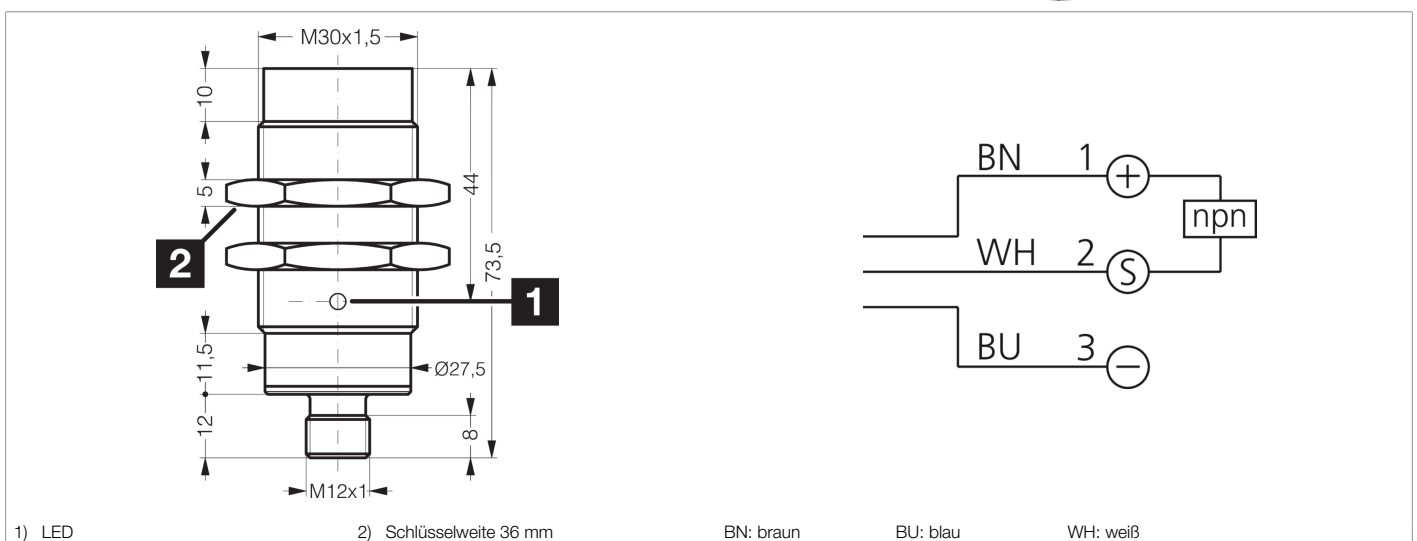 M30x1,5
10
5
44
73,5
2
1
11,5
Ø27,5
12
8
M12x1
BN 1 +
npn
WH 2 S
BU 3 −
1) LED 2) Schlüsselweite 36 mm BN: braun BU: blau WH: weiß